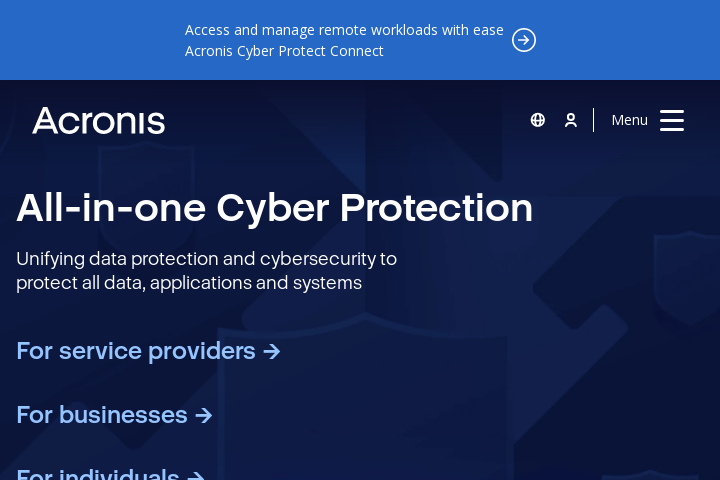 Access and manage remote workloads with ease
Acronis Cyber Protect Connect
Acronis
Menu
All-in-one Cyber Protection
Unifying data protection and cybersecurity to
protect all data, applications and systems
For service providers →
For businesses →
For individuals →